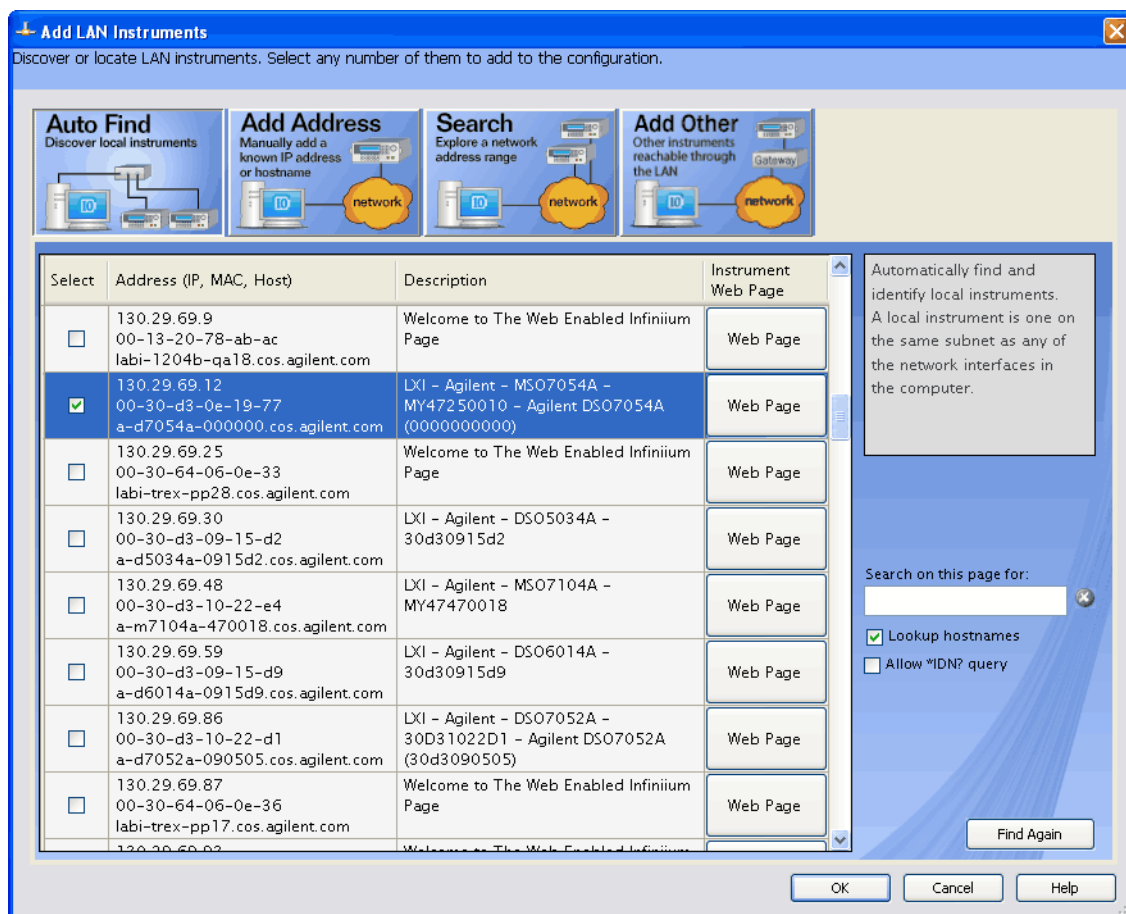 Add LAN Instruments
Discover or locate LAN instruments. Select any number of them to add to the configuration.
Auto Find
Discover local instruments
IO
Add Address
Manually add a
known IP address
or hostname
IO
network
Search
Explore a network
address range
IO
network
Add Other
Other instruments
reachable through
the LAN
Gateway
IO
network
Select
Address (IP, MAC, Host)
Description
Instrument
Web Page
130.29.69.9
00-13-20-78-ab-ac
labi-1204b-qa18.cos.agilent.com
Welcome to The Web Enabled Infiniium
Page
Web Page
130.29.69.12
00-30-d3-0e-19-77
a-d7054a-000000.cos.agilent.com
LXI - Agilent - MSO7054A -
MY47250010 - Agilent DSO7054A
(0000000000)
Web Page
130.29.69.25
00-30-64-06-0e-33
labi-trex-pp28.cos.agilent.com
Welcome to The Web Enabled Infiniium
Page
Web Page
130.29.69.30
00-30-d3-09-15-d2
a-d5034a-0915d2.cos.agilent.com
LXI - Agilent - DSO5034A -
30d30915d2
Web Page
130.29.69.48
00-30-d3-10-22-e4
a-m7104a-470018.cos.agilent.com
LXI - Agilent - MSO7104A -
MY47470018
Web Page
130.29.69.59
00-30-d3-09-15-d9
a-d6014a-0915d9.cos.agilent.com
LXI - Agilent - DSO6014A -
30d30915d9
Web Page
130.29.69.86
00-30-d3-10-22-d1
a-d7052a-090505.cos.agilent.com
LXI - Agilent - DSO7052A -
30D31022D1 - Agilent DSO7052A
(30d3090505)
Web Page
130.29.69.87
00-30-64-06-0e-36
labi-trex-pp17.cos.agilent.com
Welcome to The Web Enabled Infiniium
Page
Web Page
Welcome to The Web Enabled Infiniium
Automatically find and
identify local instruments.
A local instrument is one on
the same subnet as any of
the network interfaces in
the computer.
Search on this page for:
Lookup hostnames
Allow *IDN? query
Find Again
OK
Cancel
Help